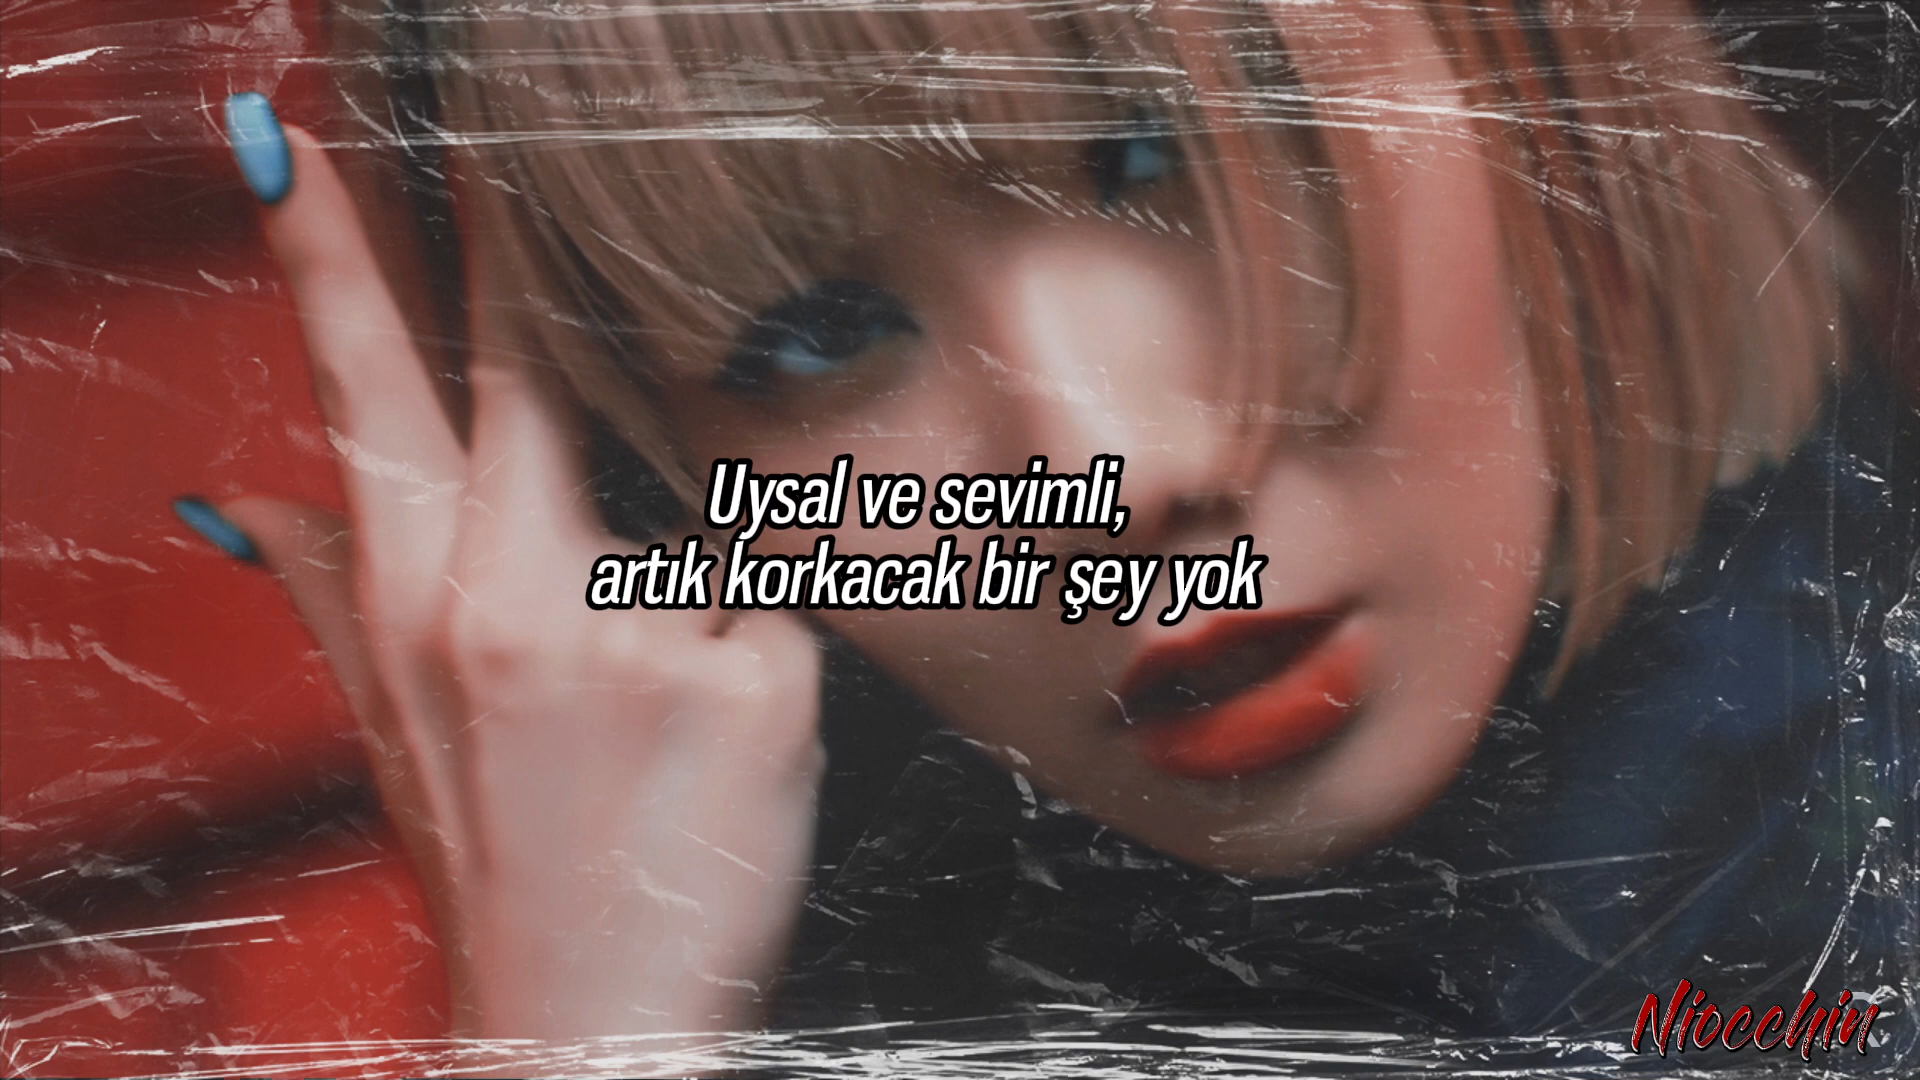 Uysal ve sevimli,
artık korkacak bir şey yok
Niocchin